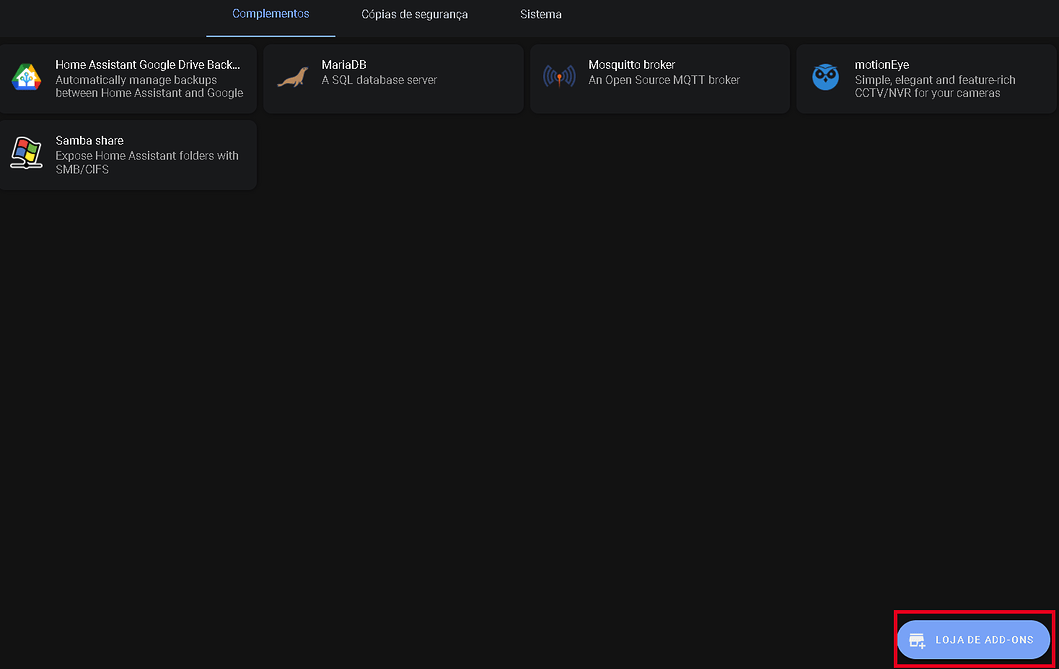 Complementos
Cópias de segurança
Sistema
Home Assistant Google Drive Back...
Automatically manage backups
between Home Assistant and Google
MariaDB
A SQL database server
Mosquitto broker
An Open Source MQTT broker
motionEye
Simple, elegant and feature-rich
CCTV/NVR for your cameras
Samba share
Expose Home Assistant folders with
SMB/CIFS
LOJA DE ADD-ONS